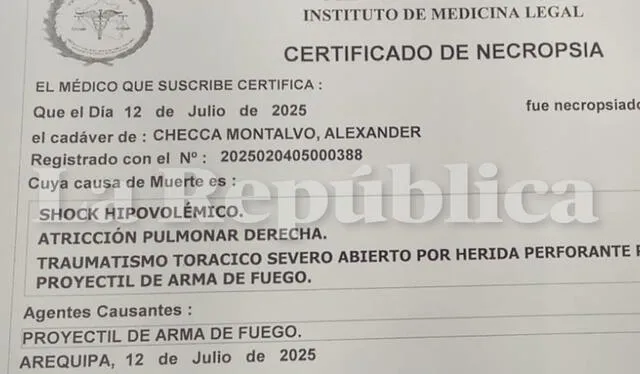 INSTITUTO DE MEDICINA LEGAL
CERTIFICADO DE NECROPSIA
EL MÉDICO QUE SUSCRIBE CERTIFICA :
Que el Día 12 de Julio de 2025 fue necropsiado
el cadáver de : CHECCA MONTALVO, ALEXANDER
Registrado con el Nº : 2025020405000388
Cuya causa de Muerte es :
La República
SHOCK HIPOVOLÉMICO.
ATRICCIÓN PULMONAR DERECHA.
TRAUMATISMO TORACICO SEVERO ABIERTO POR HERIDA PERFORANTE
PROYECTIL DE ARMA DE FUEGO.
Agentes Causantes :
PROYECTIL DE ARMA DE FUEGO.
AREQUIPA, 12 de Julio de 2025